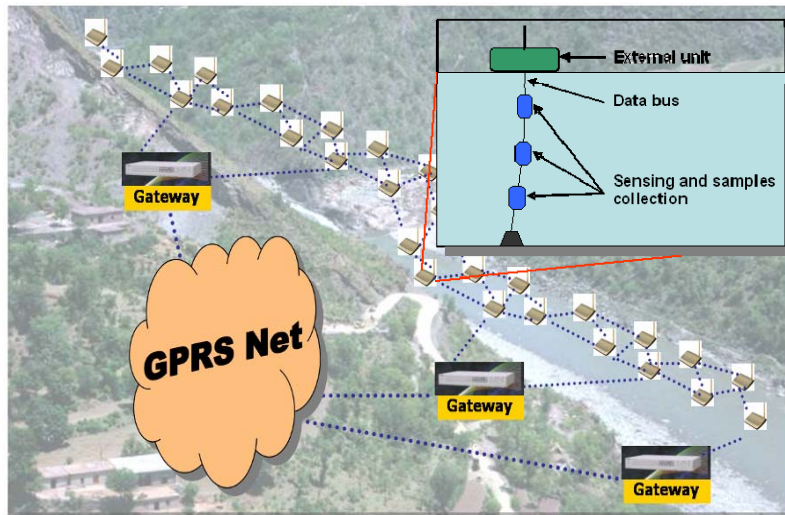 External unit
Data bus
Sensing and samples
collection
Gateway
GPRS Net
Gateway
Gateway